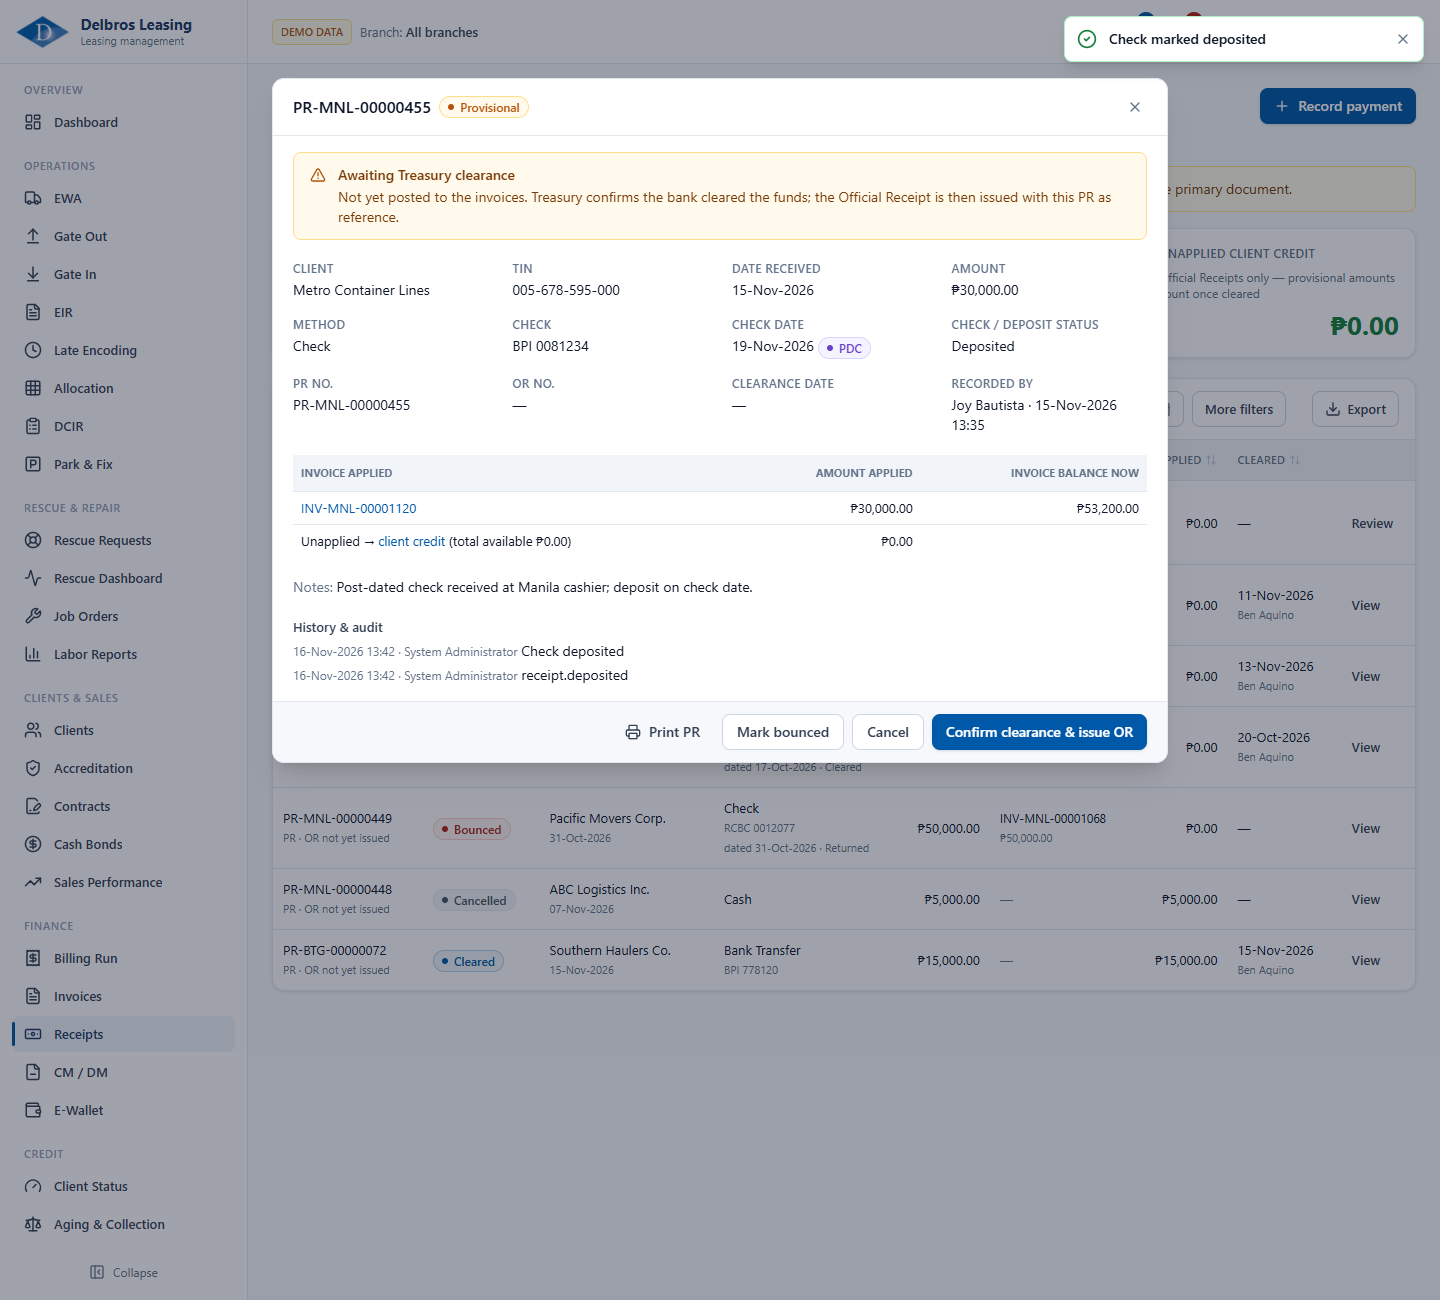 Delbros Leasing
Leasing management
DEMO DATA
Branch: All branches
Check marked deposited
OVERVIEW
Dashboard
OPERATIONS
EWA
Gate Out
Gate In
EIR
Late Encoding
Allocation
DCIR
Park & Fix
RESCUE & REPAIR
Rescue Requests
Rescue Dashboard
Job Orders
Labor Reports
CLIENTS & SALES
Clients
Accreditation
Contracts
Cash Bonds
Sales Performance
FINANCE
Billing Run
Invoices
Receipts
CM / DM
E-Wallet
CREDIT
Client Status
Aging & Collection
Collapse
Record payment
primary document.
NAPPLIED CLIENT CREDIT
fficial Receipts only — provisional amounts
ount once cleared
₱0.00
More filters
Export
PPLIED
CLEARED
₱0.00 — Review
₱0.00 11-Nov-2026 View
Ben Aquino
₱0.00 13-Nov-2026 View
Ben Aquino
₱0.00 20-Oct-2026 View
Ben Aquino
PR-MNL-00000455
Provisional
Awaiting Treasury clearance
Not yet posted to the invoices. Treasury confirms the bank cleared the funds; the Official Receipt is then issued with this PR as
reference.
CLIENT TIN DATE RECEIVED AMOUNT
Metro Container Lines 005-678-595-000 15-Nov-2026 ₱30,000.00
METHOD CHECK CHECK DATE CHECK / DEPOSIT STATUS
Check BPI 0081234 19-Nov-2026 PDC Deposited
PR NO. OR NO. CLEARANCE DATE RECORDED BY
PR-MNL-00000455 — — Joy Bautista · 15-Nov-2026
13:35
INVOICE APPLIED AMOUNT APPLIED INVOICE BALANCE NOW
INV-MNL-00001120 ₱30,000.00 ₱53,200.00
Unapplied → client credit (total available ₱0.00) ₱0.00
Notes: Post-dated check received at Manila cashier; deposit on check date.
History & audit
16-Nov-2026 13:42 · System Administrator Check deposited
16-Nov-2026 13:42 · System Administrator receipt.deposited
Print PR
Mark bounced
Cancel
Confirm clearance & issue OR
dated 17-Oct-2026 · Cleared
PR-MNL-00000449 Bounced Pacific Movers Corp. Check ₱50,000.00 INV-MNL-00001068 ₱0.00 —  View
PR · OR not yet issued 31-Oct-2026 RCBC 0012077 ₱50,000.00
dated 31-Oct-2026 · Returned
PR-MNL-00000448 Cancelled ABC Logistics Inc. Cash ₱5,000.00 — ₱5,000.00 — View
PR · OR not yet issued 07-Nov-2026
PR-BTG-00000072 Cleared Southern Haulers Co. Bank Transfer ₱15,000.00 — ₱15,000.00 15-Nov-2026 View
PR · OR not yet issued 15-Nov-2026 BPI 778120 Ben Aquino